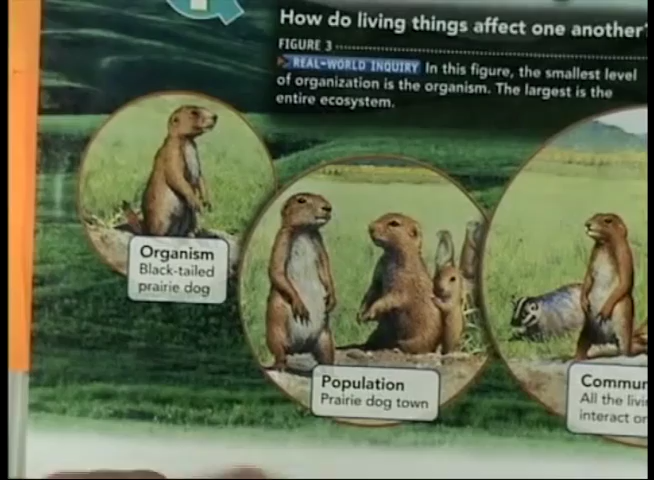 How do living things affect one another?
FIGURE 3
REAL-WORLD INQUIRY In this figure, the smallest level
of organization is the organism. The largest is the
entire ecosystem.
Organism
Black-tailed
prairie dog
Population
Prairie dog town
Commun
All the livi
interact or